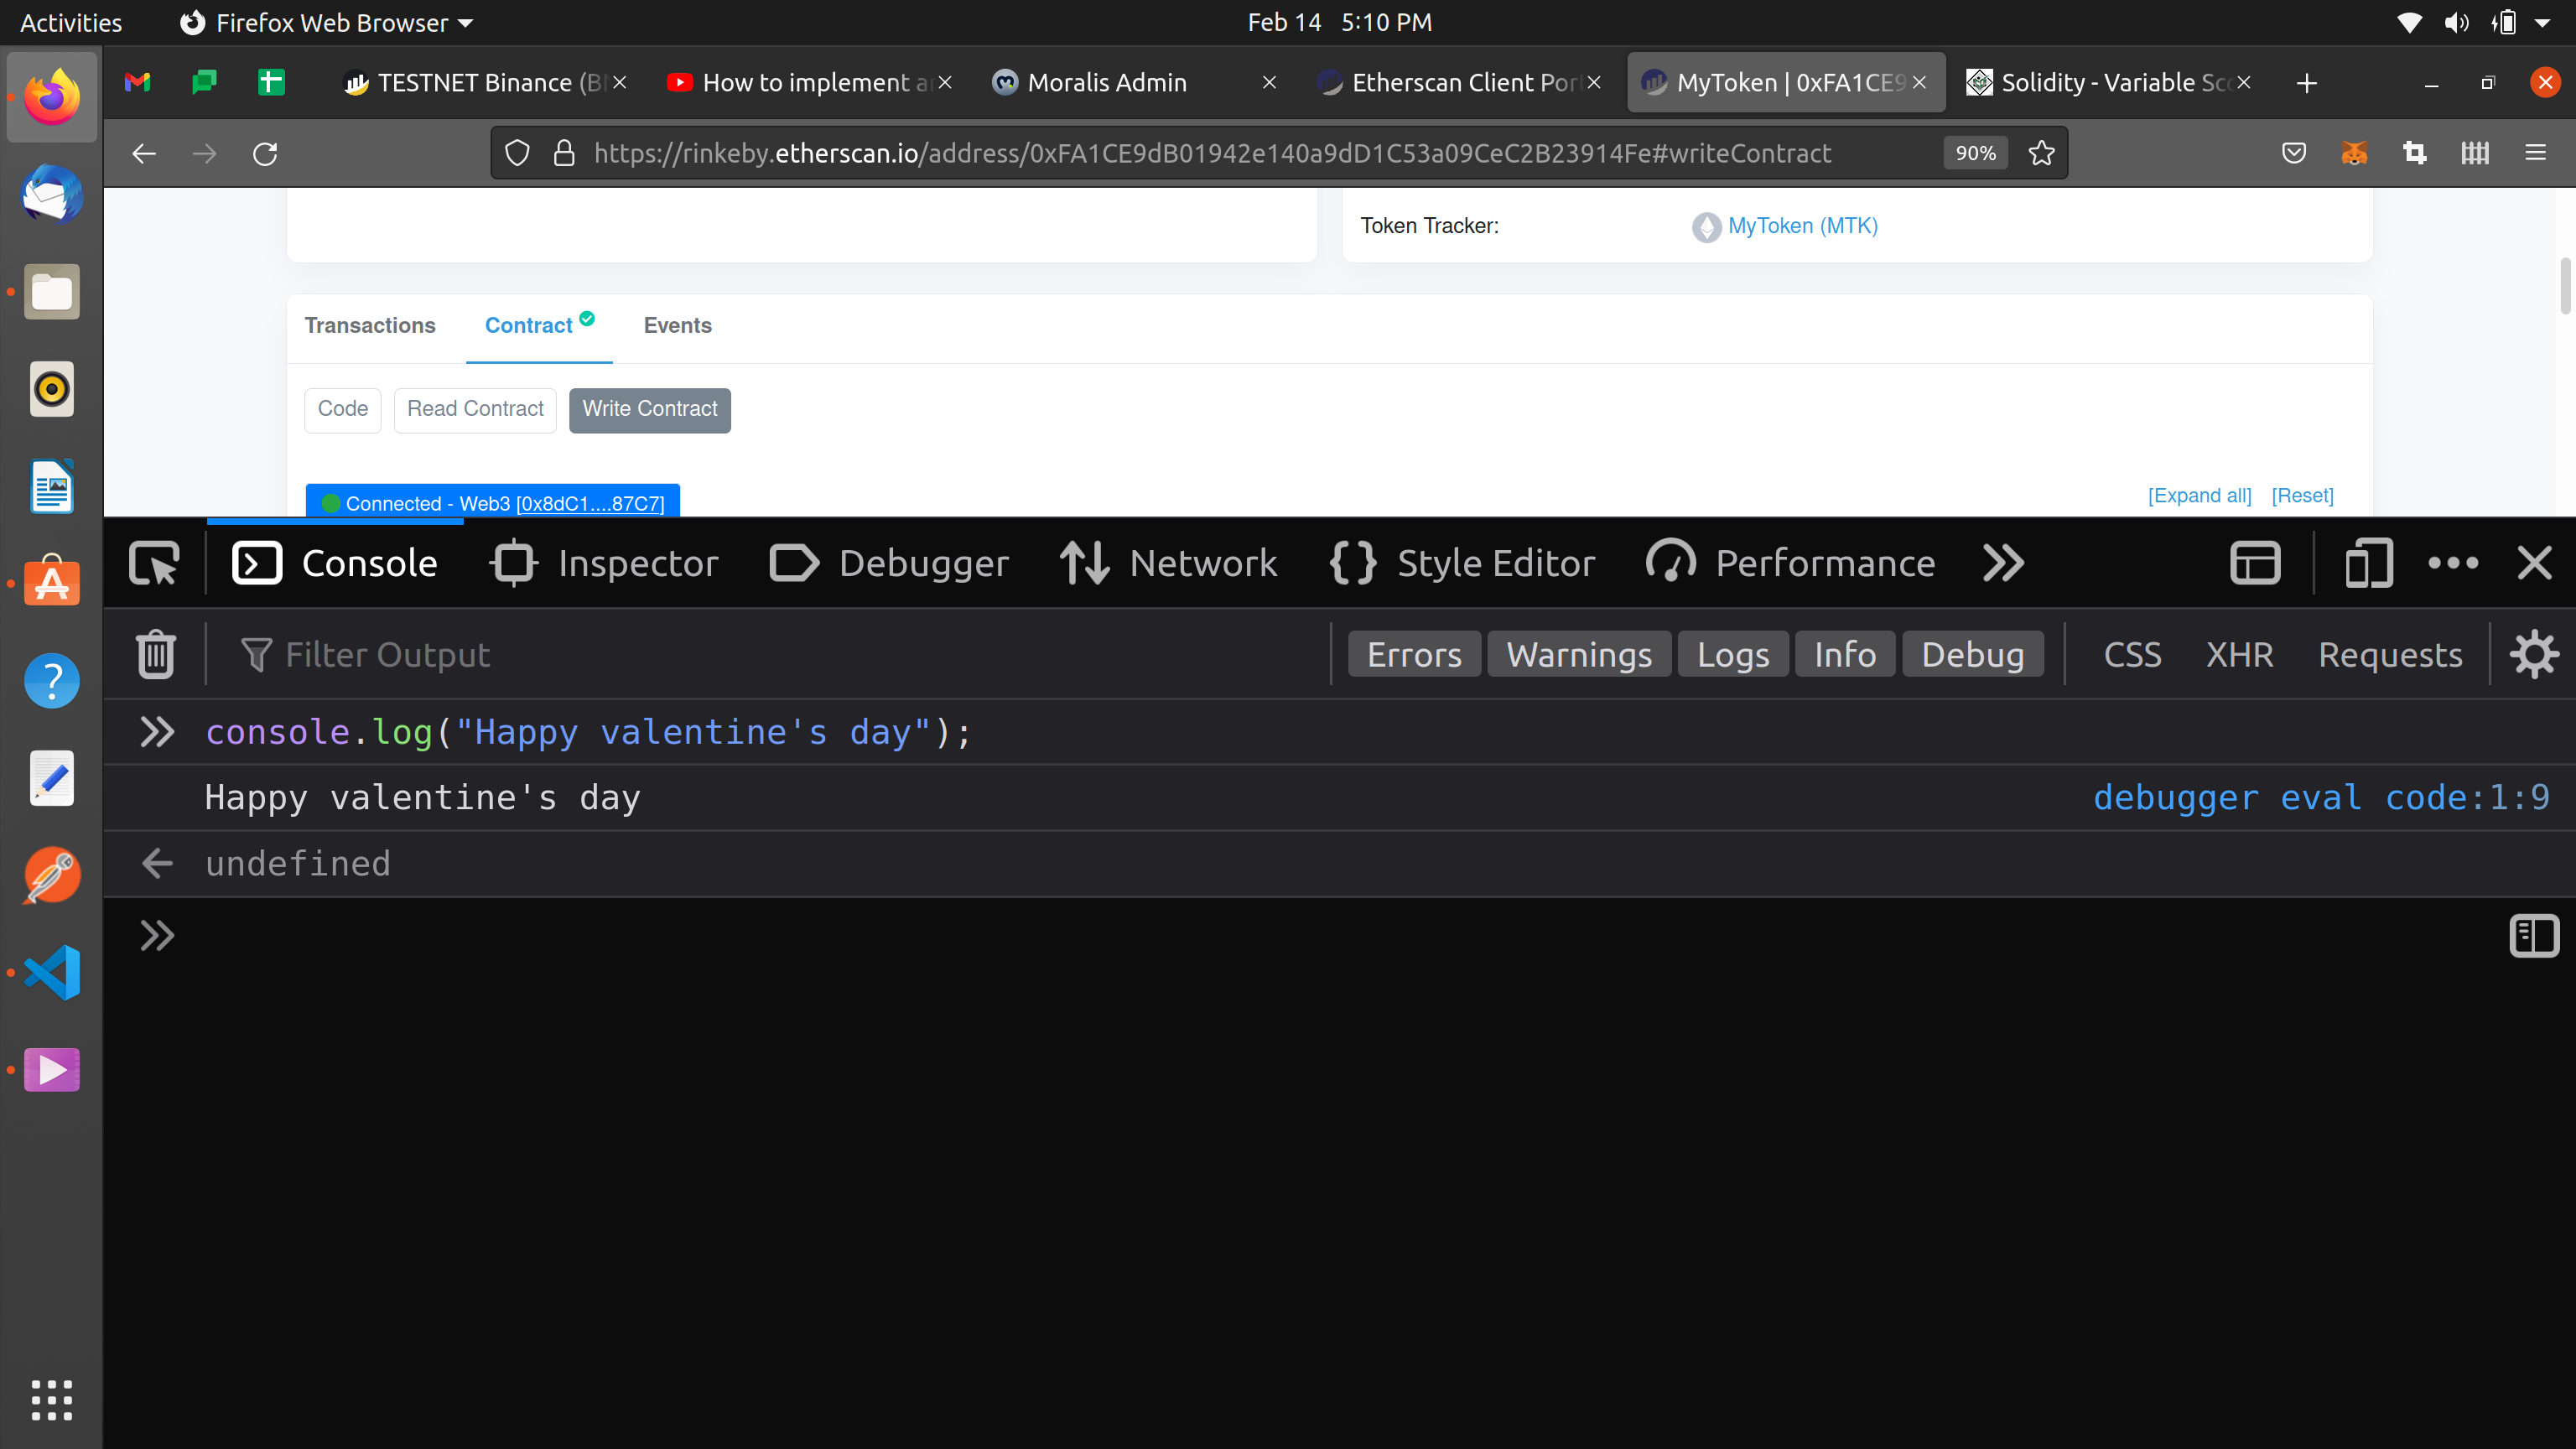 Activities Firefox Web Browser Feb 14 5:10 PM
TESTNET Binance (B How to implement a Moralis Admin Etherscan Client Por MyToken | 0xFA1CE9 Solidity - Variable Sc
https://rinkeby.etherscan.io/address/0xFA1CE9dB01942e140a9dD1C53a09CeC2B23914Fe#writeContract 90%
Token Tracker: MyToken (MTK)
Transactions Contract Events
Code Read Contract Write Contract
Connected - Web3 [0x8dC1....87C7] [Expand all] [Reset]
Console Inspector Debugger Network Style Editor Performance
Filter Output Errors Warnings Logs Info Debug CSS XHR Requests
console.log("Happy valentine's day");
Happy valentine's day debugger eval code:1:9
undefined